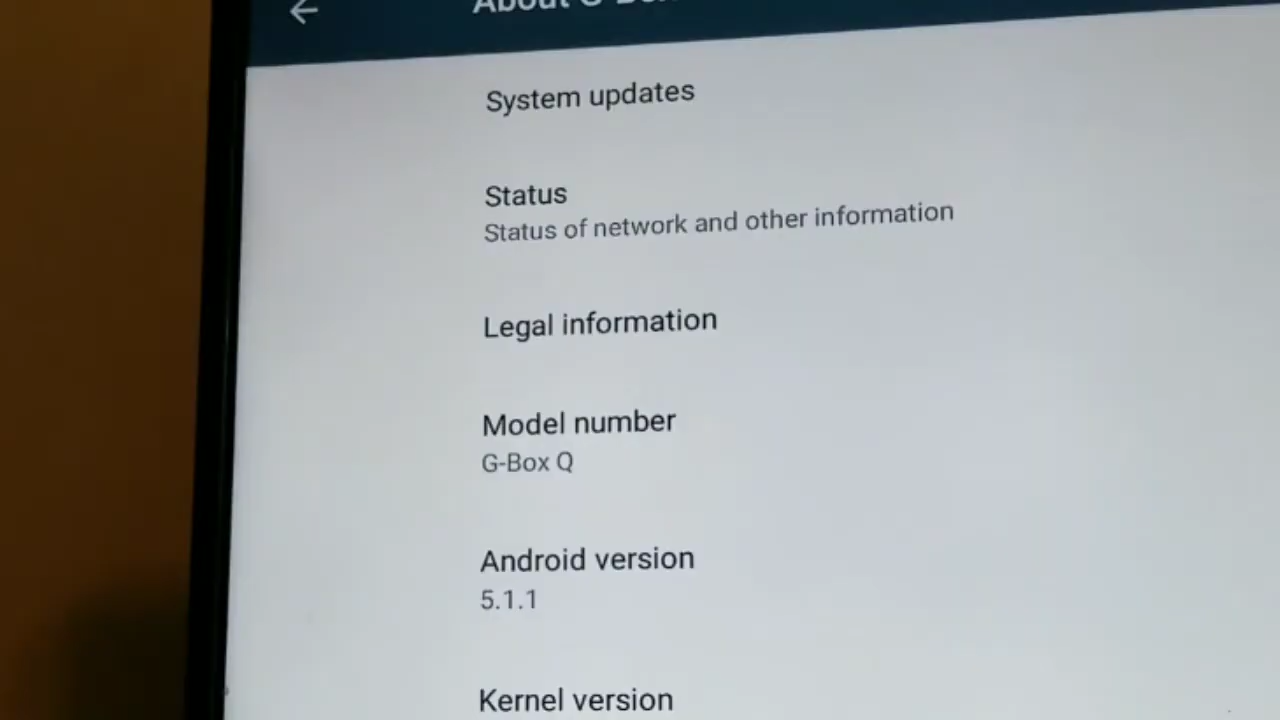 About
System updates
Status
Status of network and other information
Legal information
Model number
G-Box Q
Android version
5.1.1
Kernel version